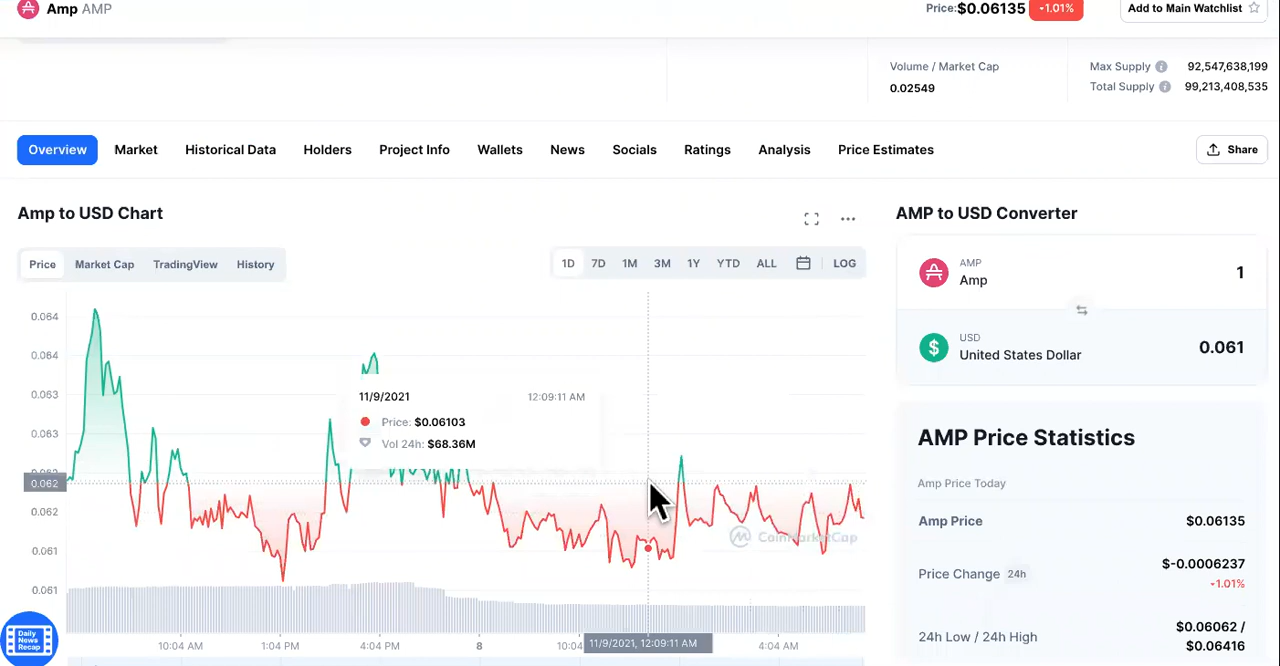 Amp AMP
Price:$0.06135 -1.01%
Add to Main Watchlist
Volume / Market Cap
0.02549
Max Supply 92,547,638,199
Total Supply 99,213,408,535
Overview Market Historical Data Holders Project Info Wallets News Socials Ratings Analysis Price Estimates
Share
Amp to USD Chart
Price Market Cap TradingView History
1D 7D 1M 3M 1Y YTD ALL LOG
0.064
0.064
0.063
0.063
0.062
0.062
0.062
0.061
0.061
11/9/2021 12:09:11 AM
Price: $0.06103
Vol 24h: $68.36M
CoinMarketCap
10:04 AM 1:04 PM 4:04 PM 8 10:04 11/9/2021, 12:09:11 AM 4:04 AM
Daily
News
Recap
AMP to USD Converter
AMP
Amp 1
USD
United States Dollar 0.061
AMP Price Statistics
Amp Price Today
Amp Price $0.06135
Price Change 24h $-0.0006237
-1.01%
24h Low / 24h High $0.06062 /
$0.06416